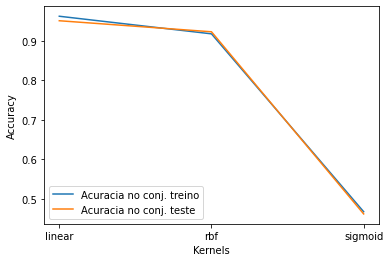 0.9
0.8
0.7
0.6
0.5
Accuracy
Acuracia no conj. treino
Acuracia no conj. teste
linear
rbf
sigmoid
Kernels